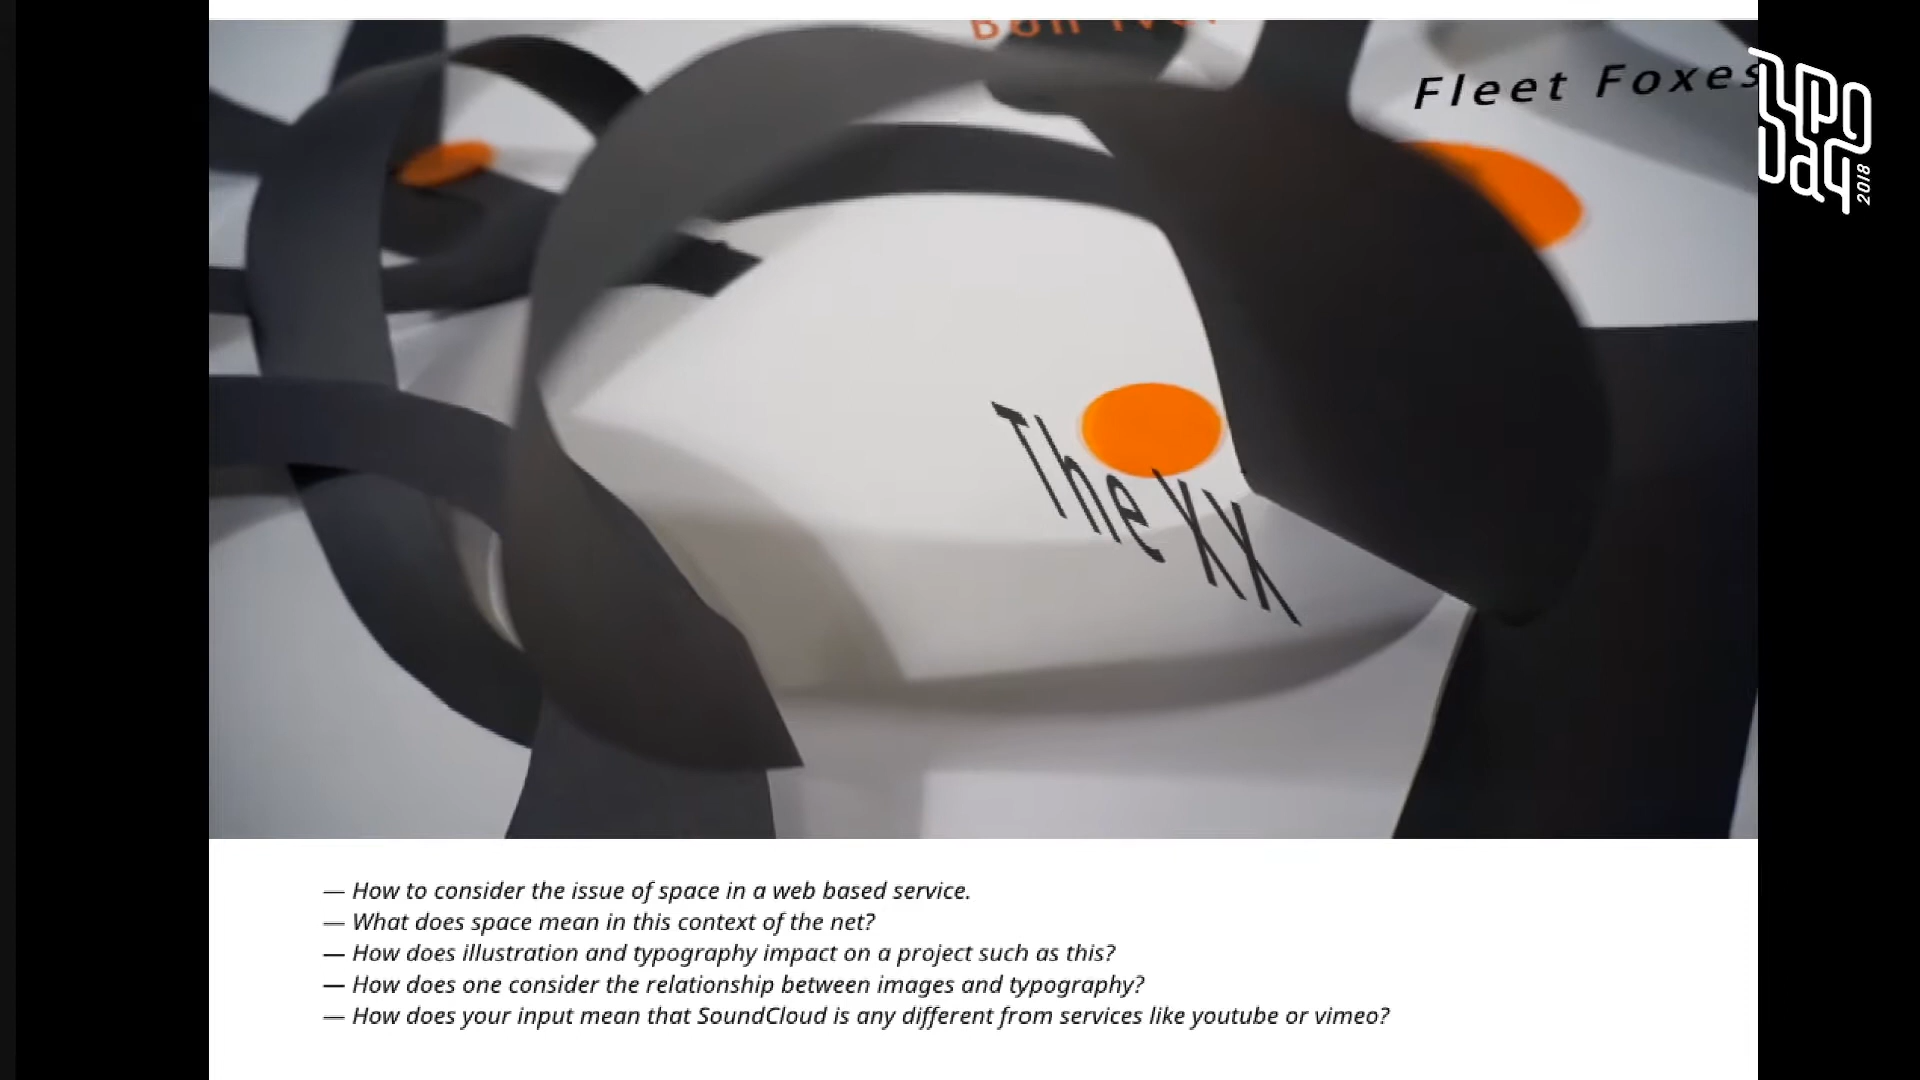 Fleet Foxes
The XX
Typo
Day
2018
— How to consider the issue of space in a web based service.
— What does space mean in this context of the net?
— How does illustration and typography impact on a project such as this?
— How does one consider the relationship between images and typography?
— How does your input mean that SoundCloud is any different from services like youtube or vimeo?